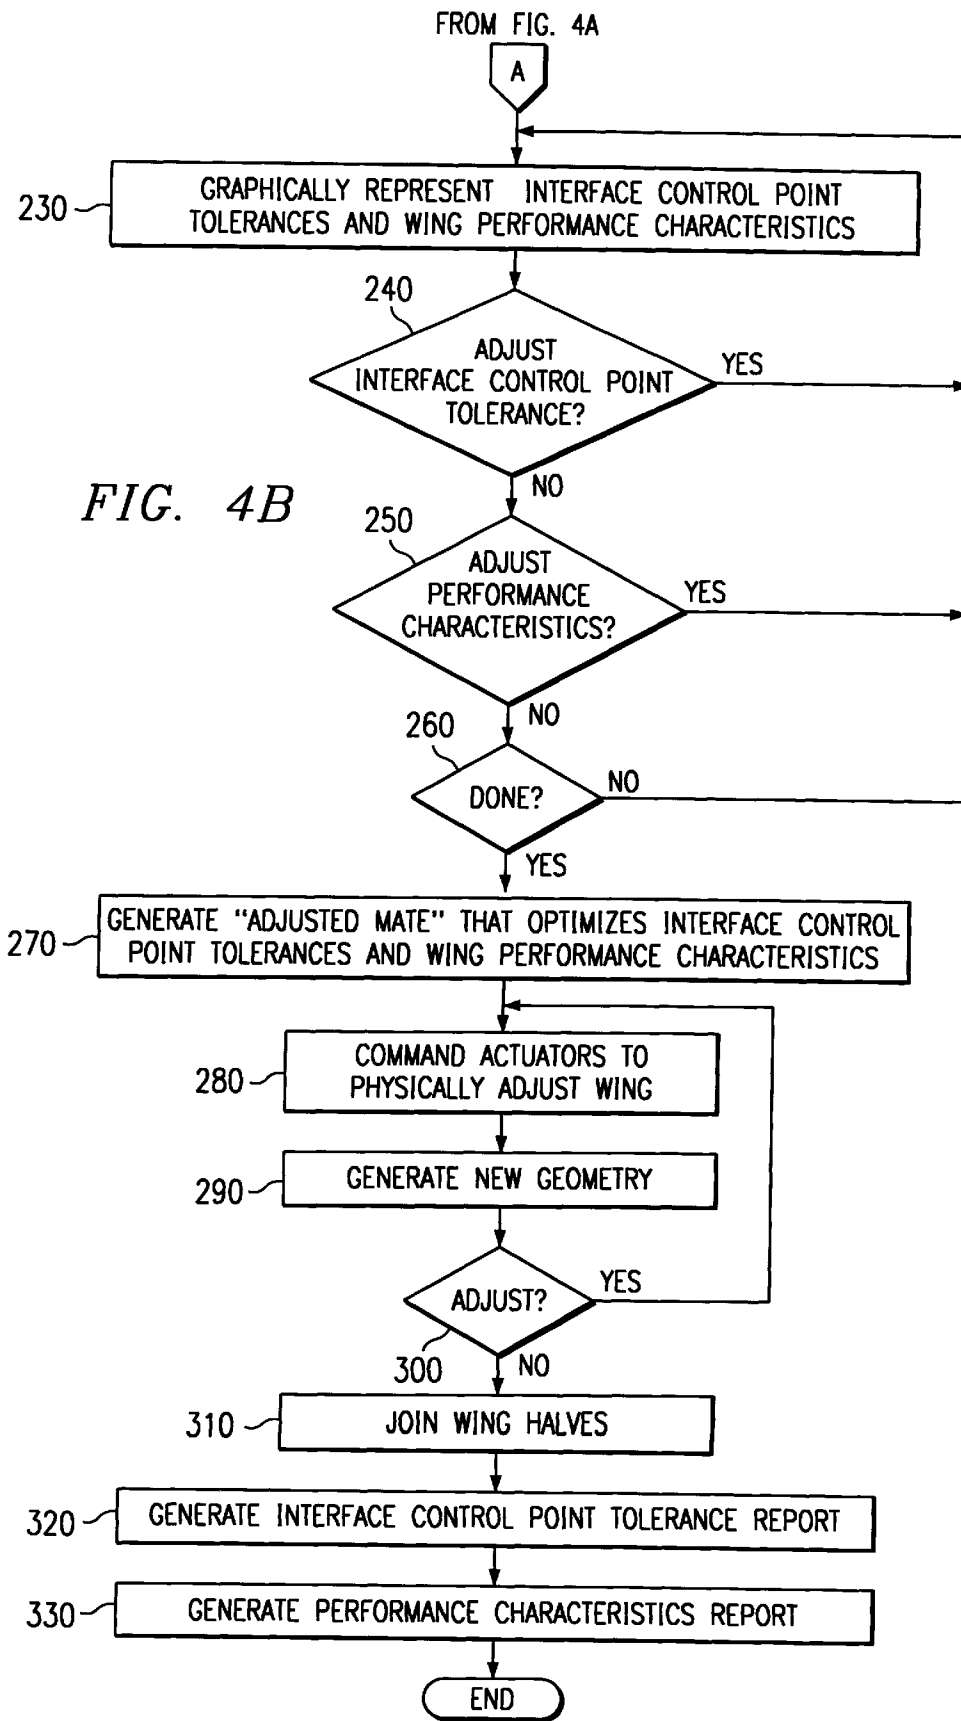 FROM FIG. 4A
A
230
GRAPHICALLY REPRESENT INTERFACE CONTROL POINT
TOLERANCES AND WING PERFORMANCE CHARACTERISTICS
240
ADJUST
INTERFACE CONTROL POINT
TOLERANCE?
YES
NO
FIG. 4B
250
ADJUST
PERFORMANCE
CHARACTERISTICS?
YES
NO
260
DONE?
NO
YES
270
GENERATE "ADJUSTED MATE" THAT OPTIMIZES INTERFACE CONTROL
POINT TOLERANCES AND WING PERFORMANCE CHARACTERISTICS
280
COMMAND ACTUATORS TO
PHYSICALLY ADJUST WING
290
GENERATE NEW GEOMETRY
ADJUST?
YES
300
NO
310
JOIN WING HALVES
320
GENERATE INTERFACE CONTROL POINT TOLERANCE REPORT
330
GENERATE PERFORMANCE CHARACTERISTICS REPORT
END